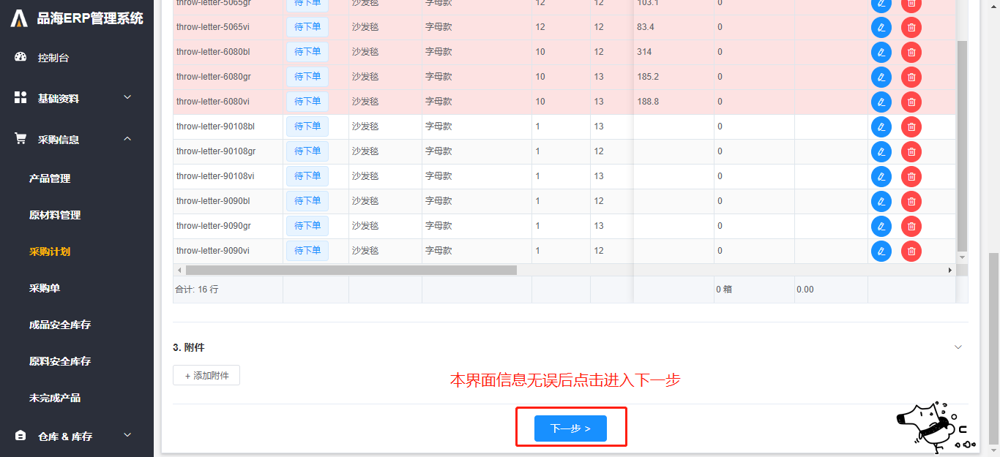 品海ERP管理系统
控制台
基础资料
采购信息
产品管理
原材料管理
采购计划
采购单
成品安全库存
原料安全库存
未完成产品
仓库 & 库存
throw-letter-5065gr 待下单 沙发毯 字母款 12 12 103.1 0
throw-letter-5065vi 待下单 沙发毯 字母款 12 12 83.4 0
throw-letter-6080bl 待下单 沙发毯 字母款 10 12 314 0
throw-letter-6080gr 待下单 沙发毯 字母款 10 13 185.2 0
throw-letter-6080vi 待下单 沙发毯 字母款 10 13 188.8 0
throw-letter-90108bl 待下单 沙发毯 字母款 1 13 0
throw-letter-90108gr 待下单 沙发毯 字母款 1 12 0
throw-letter-90108vi 待下单 沙发毯 字母款 1 13 0
throw-letter-9090bl 待下单 沙发毯 字母款 1 12 0
throw-letter-9090gr 待下单 沙发毯 字母款 1 13 0
throw-letter-9090vi 待下单 沙发毯 字母款 1 12 0
合计: 16 行 0 箱 0.00
3. 附件
+ 添加附件
本界面信息无误后点击进入下一步
下一步 >